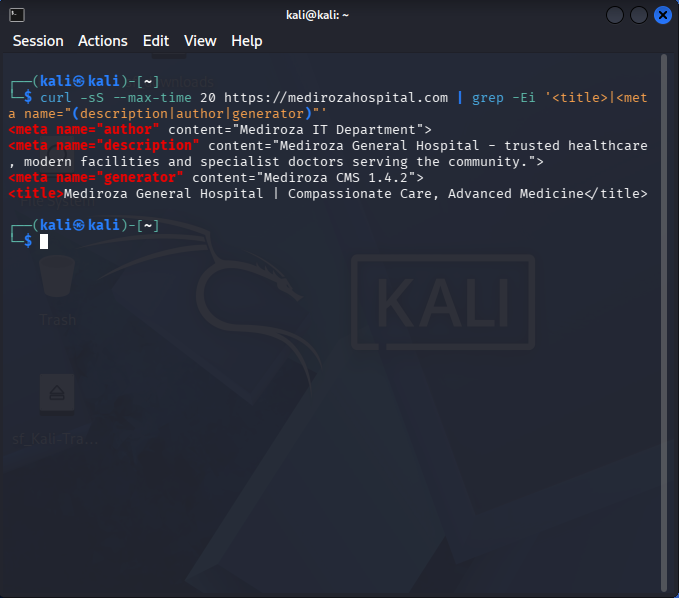 kali@kali: ~
Session Actions Edit View Help
┌──(kali㉿kali)-[~]
└─$ curl -sS --max-time 20 https://medirozahospital.com | grep -Ei '<title>|<met
a name="(description|author|generator)"'
<meta name="author" content="Mediroza IT Department">
<meta name="description" content="Mediroza General Hospital - trusted healthcare
, modern facilities and specialist doctors serving the community.">
<meta name="generator" content="Mediroza CMS 1.4.2">
<title>Mediroza General Hospital | Compassionate Care, Advanced Medicine</title>
┌──(kali㉿kali)-[~]
└─$
KALI
Trash
sf_Kali-Tra...